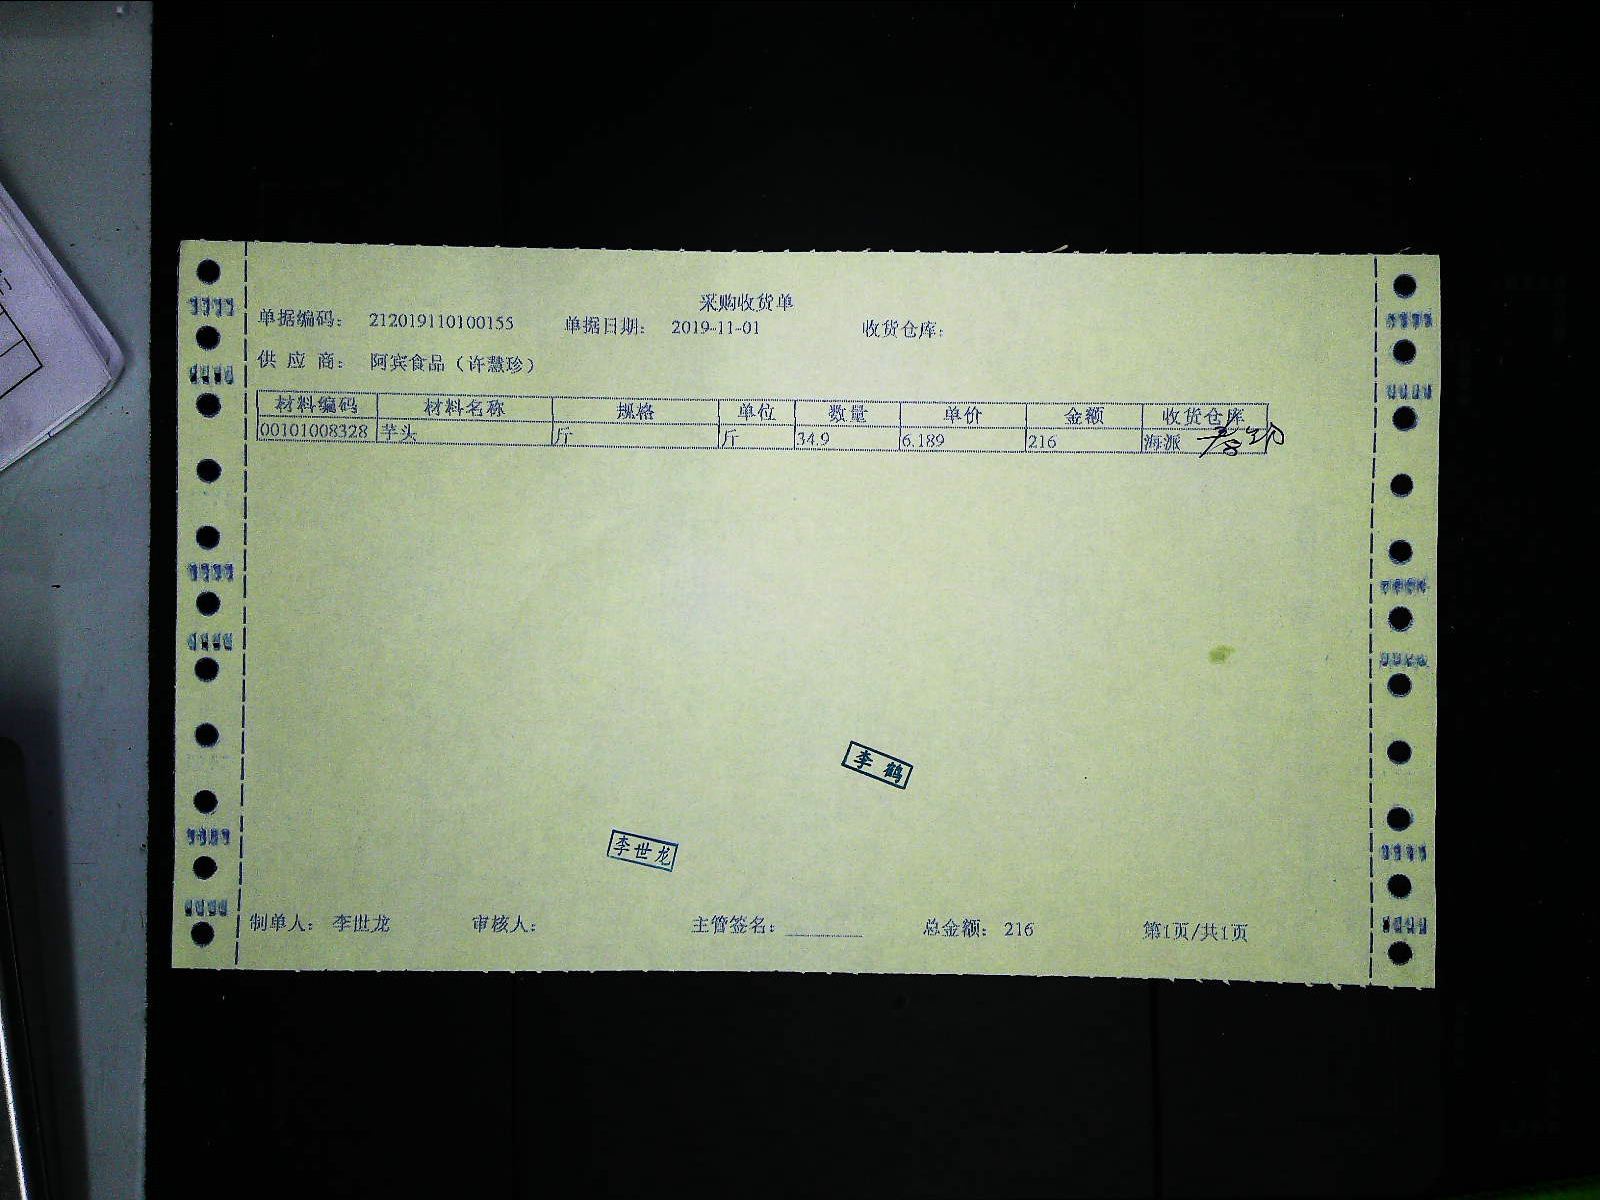 采购收货单
单据编码： 212019110100155 单据日期： 2019-11-01 收货仓库：
供 应 商： 阿宾食品（许慧珍）
材料编码 材料名称 规格 单位 数量 单价 金额 收货仓库
00101008328 芋头 斤 斤 34.9 6.189 216 海派
李 鹤
李世龙
制单人： 李世龙 审核人： 主管签名： 总金额： 216 第1页/共1页